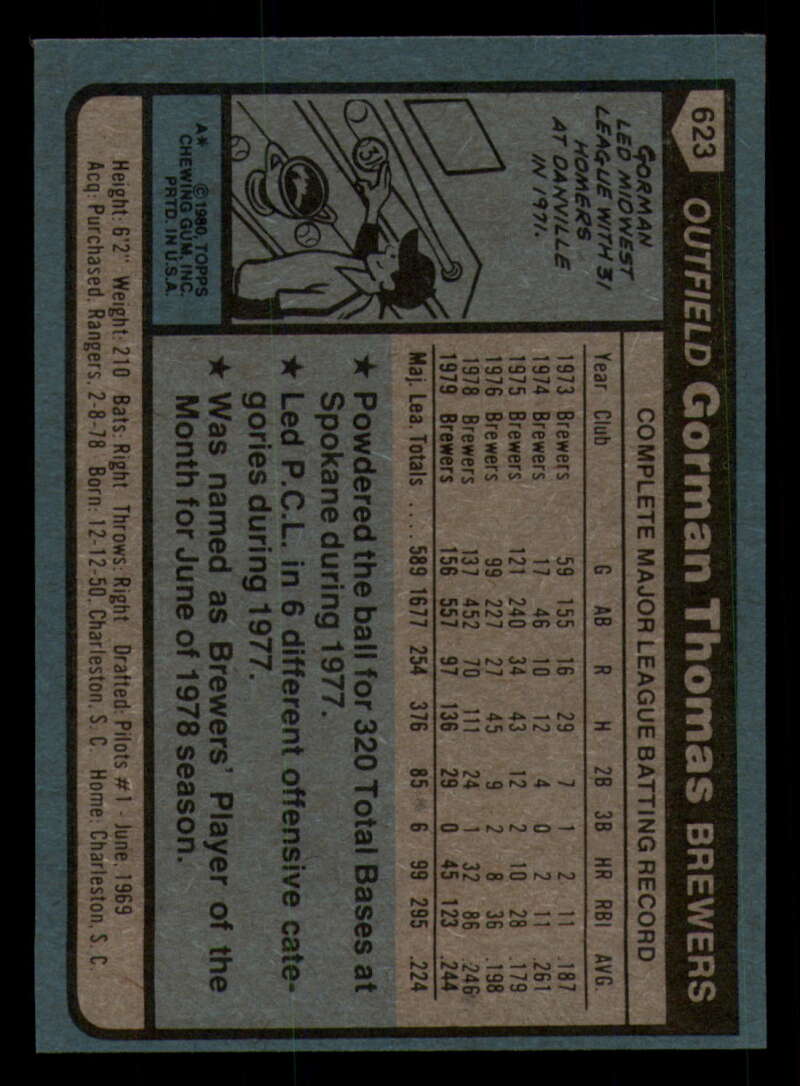 623
OUTFIELD Gorman Thomas BREWERS
GORMAN
LED MIDWEST
LEAGUE WITH 31
HOMERS
AT DANVILLE
IN 1971.
31
A* © 1980 TOPPS
CHEWING GUM, INC.
PRTD. IN U.S.A.
COMPLETE MAJOR LEAGUE BATTING RECORD
Year Club G AB R H 2B 3B HR RBI AVG.
1973 Brewers 59 155 16 29 7 1 2 11 .187
1974 Brewers 17 46 10 12 4 0 2 11 .261
1975 Brewers 121 240 34 43 12 2 10 28 .179
1976 Brewers 99 227 27 45 9 2 8 36 .198
1978 Brewers 137 452 70 111 24 1 32 86 .246
1979 Brewers 156 557 97 136 29 0 45 123 .244
Maj. Lea. Totals .... 589 1677 254 376 85 6 99 295 .224
★ Powdered the ball for 320 Total Bases at
Spokane during 1977.
★ Led P.C.L. in 6 different offensive cate-
gories during 1977.
★ Was named as Brewers' Player of the
Month for June of 1978 season.
Height: 6'2" Weight: 210 Bats: Right Throws: Right Drafted: Pilots #1 - June, 1969
Acq: Purchased, Rangers, 2-8-78 Born: 12-12-50, Charleston, S. C Home: Charleston, S. C.